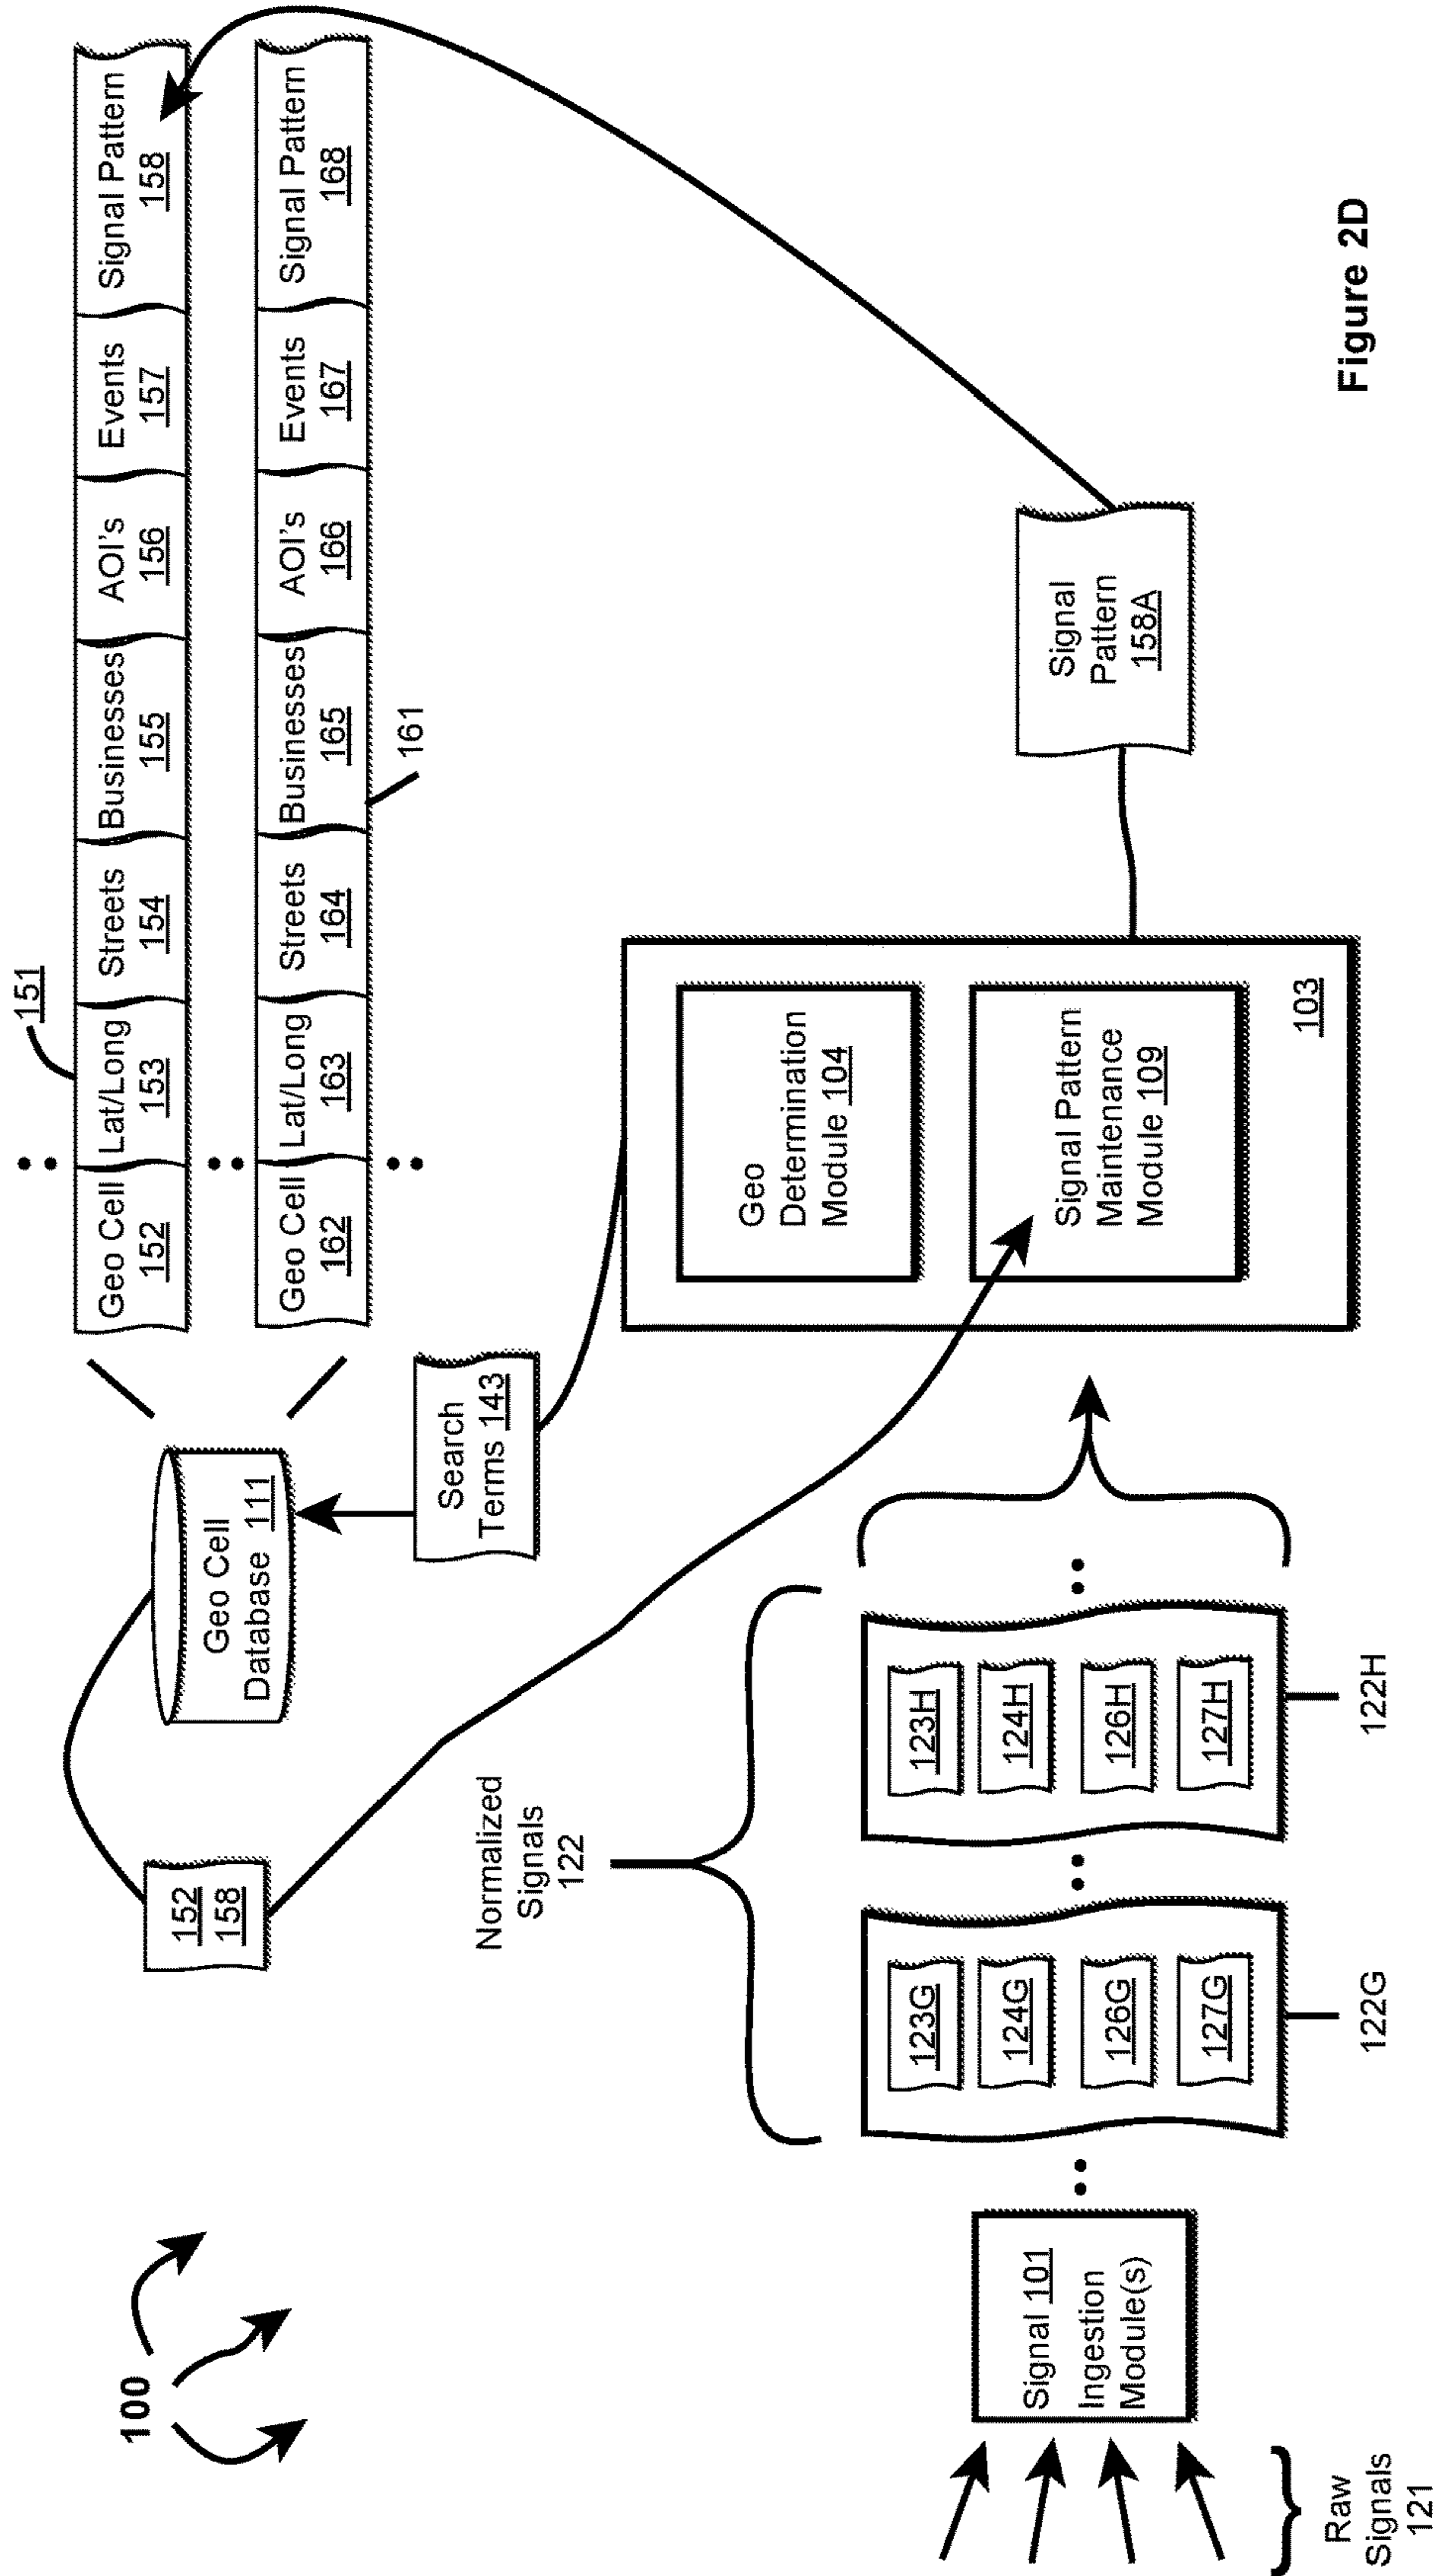 100
151
Geo Cell
152
Lat/Long
153
Streets
154
Businesses
155
AOI's
156
Events
157
Signal Pattern
158
Geo Cell
162
Lat/Long
163
Streets
164
Businesses
165
AOI's
166
Events
167
Signal Pattern
168
161
152
158
Geo Cell
Database 111
Search
Terms 143
Normalized
Signals
122
Geo
Determination
Module 104
Signal Pattern
Maintenance
Module 109
103
Signal
Pattern
158A
Raw
Signals
121
Signal 101
Ingestion
Module(s)
123G
124G
126G
127G
122G
123H
124H
126H
127H
122H
Figure 2D